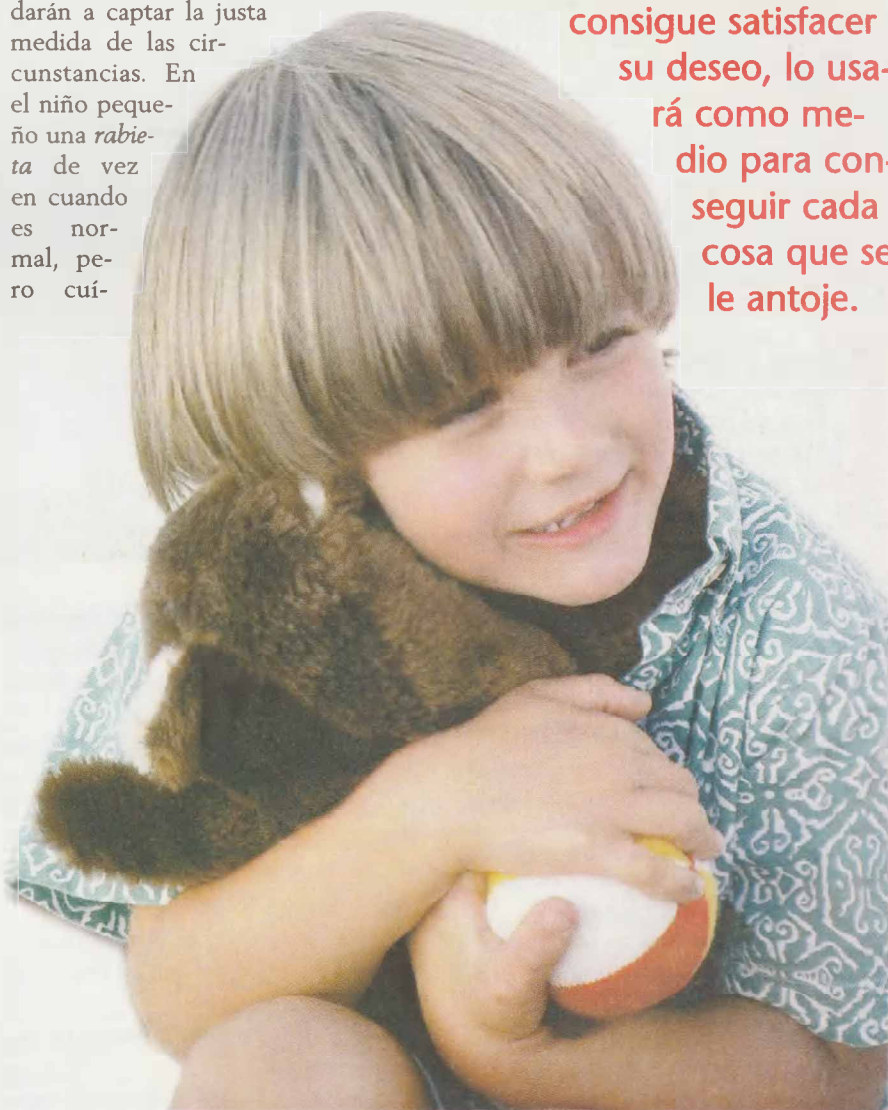 darán a captar la justa
medida de las cir-
cunstancias. En
el niño peque-
ño una rabie-
ta de vez
en cuando
es nor-
mal, pe-
ro cuí-
consigue satisfacer
su deseo, lo usa-
rá como me-
dio para con-
seguir cada
cosa que se
le antoje.